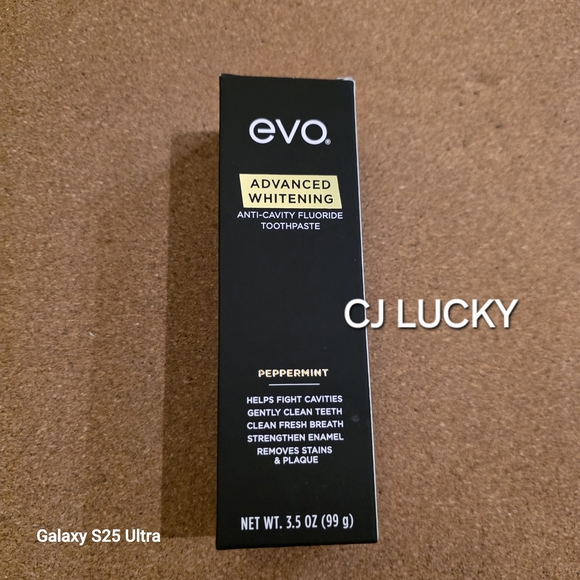 evo®
ADVANCED
WHITENING
ANTI-CAVITY FLUORIDE
TOOTHPASTE
CJ LUCKY
PEPPERMINT
HELPS FIGHT CAVITIES
GENTLY CLEAN TEETH
CLEAN FRESH BREATH
STRENGTHEN ENAMEL
REMOVES STAINS
& PLAQUE
NET WT. 3.5 OZ (99 g)
Galaxy S25 Ultra